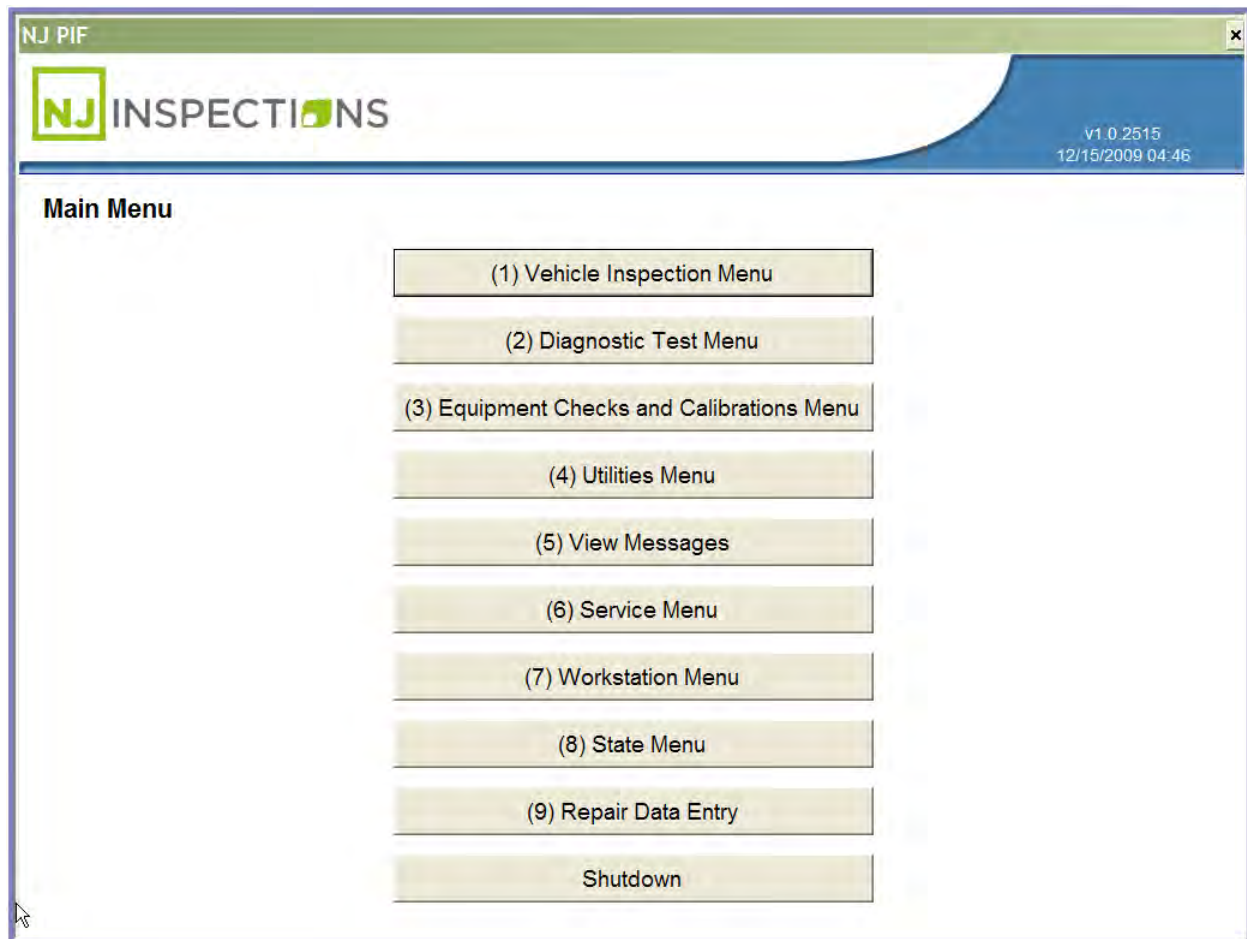 NJ PIF
NJ INSPECTIONS
v1.0.2515
12/15/2009 04:46
Main Menu
(1) Vehicle Inspection Menu
(2) Diagnostic Test Menu
(3) Equipment Checks and Calibrations Menu
(4) Utilities Menu
(5) View Messages
(6) Service Menu
(7) Workstation Menu
(8) State Menu
(9) Repair Data Entry
Shutdown